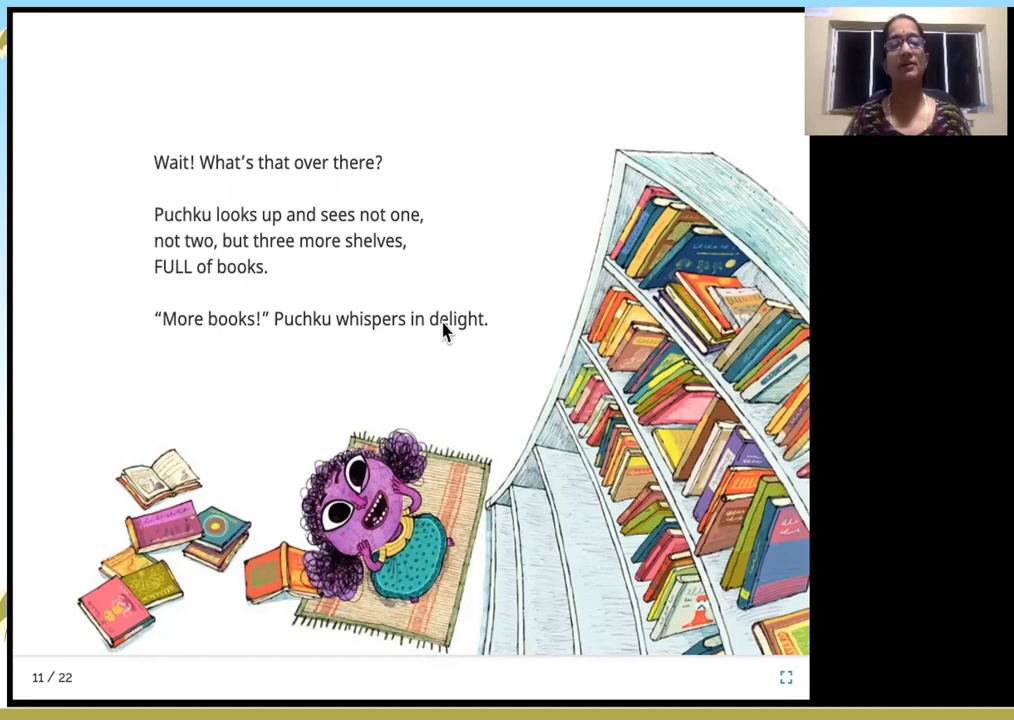 Wait! What’s that over there?
Puchku looks up and sees not one,
not two, but three more shelves,
FULL of books.
“More books!” Puchku whispers in delight.
11 / 22